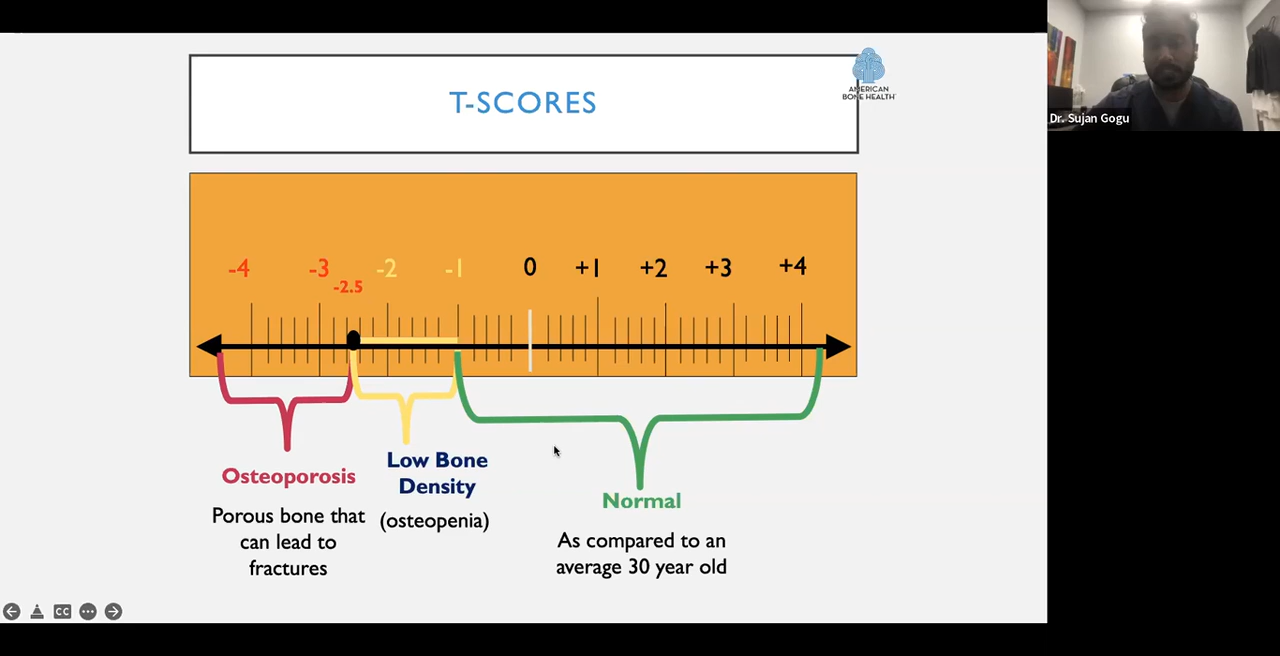 T-SCORES
AMERICAN
BONE HEALTH
Dr. Sujan Gogu
-4 -3 -2 -1 0 +1 +2 +3 +4
-2.5
Osteoporosis
Porous bone that
can lead to
fractures
Low Bone
Density
(osteopenia)
Normal
As compared to an
average 30 year old
CC